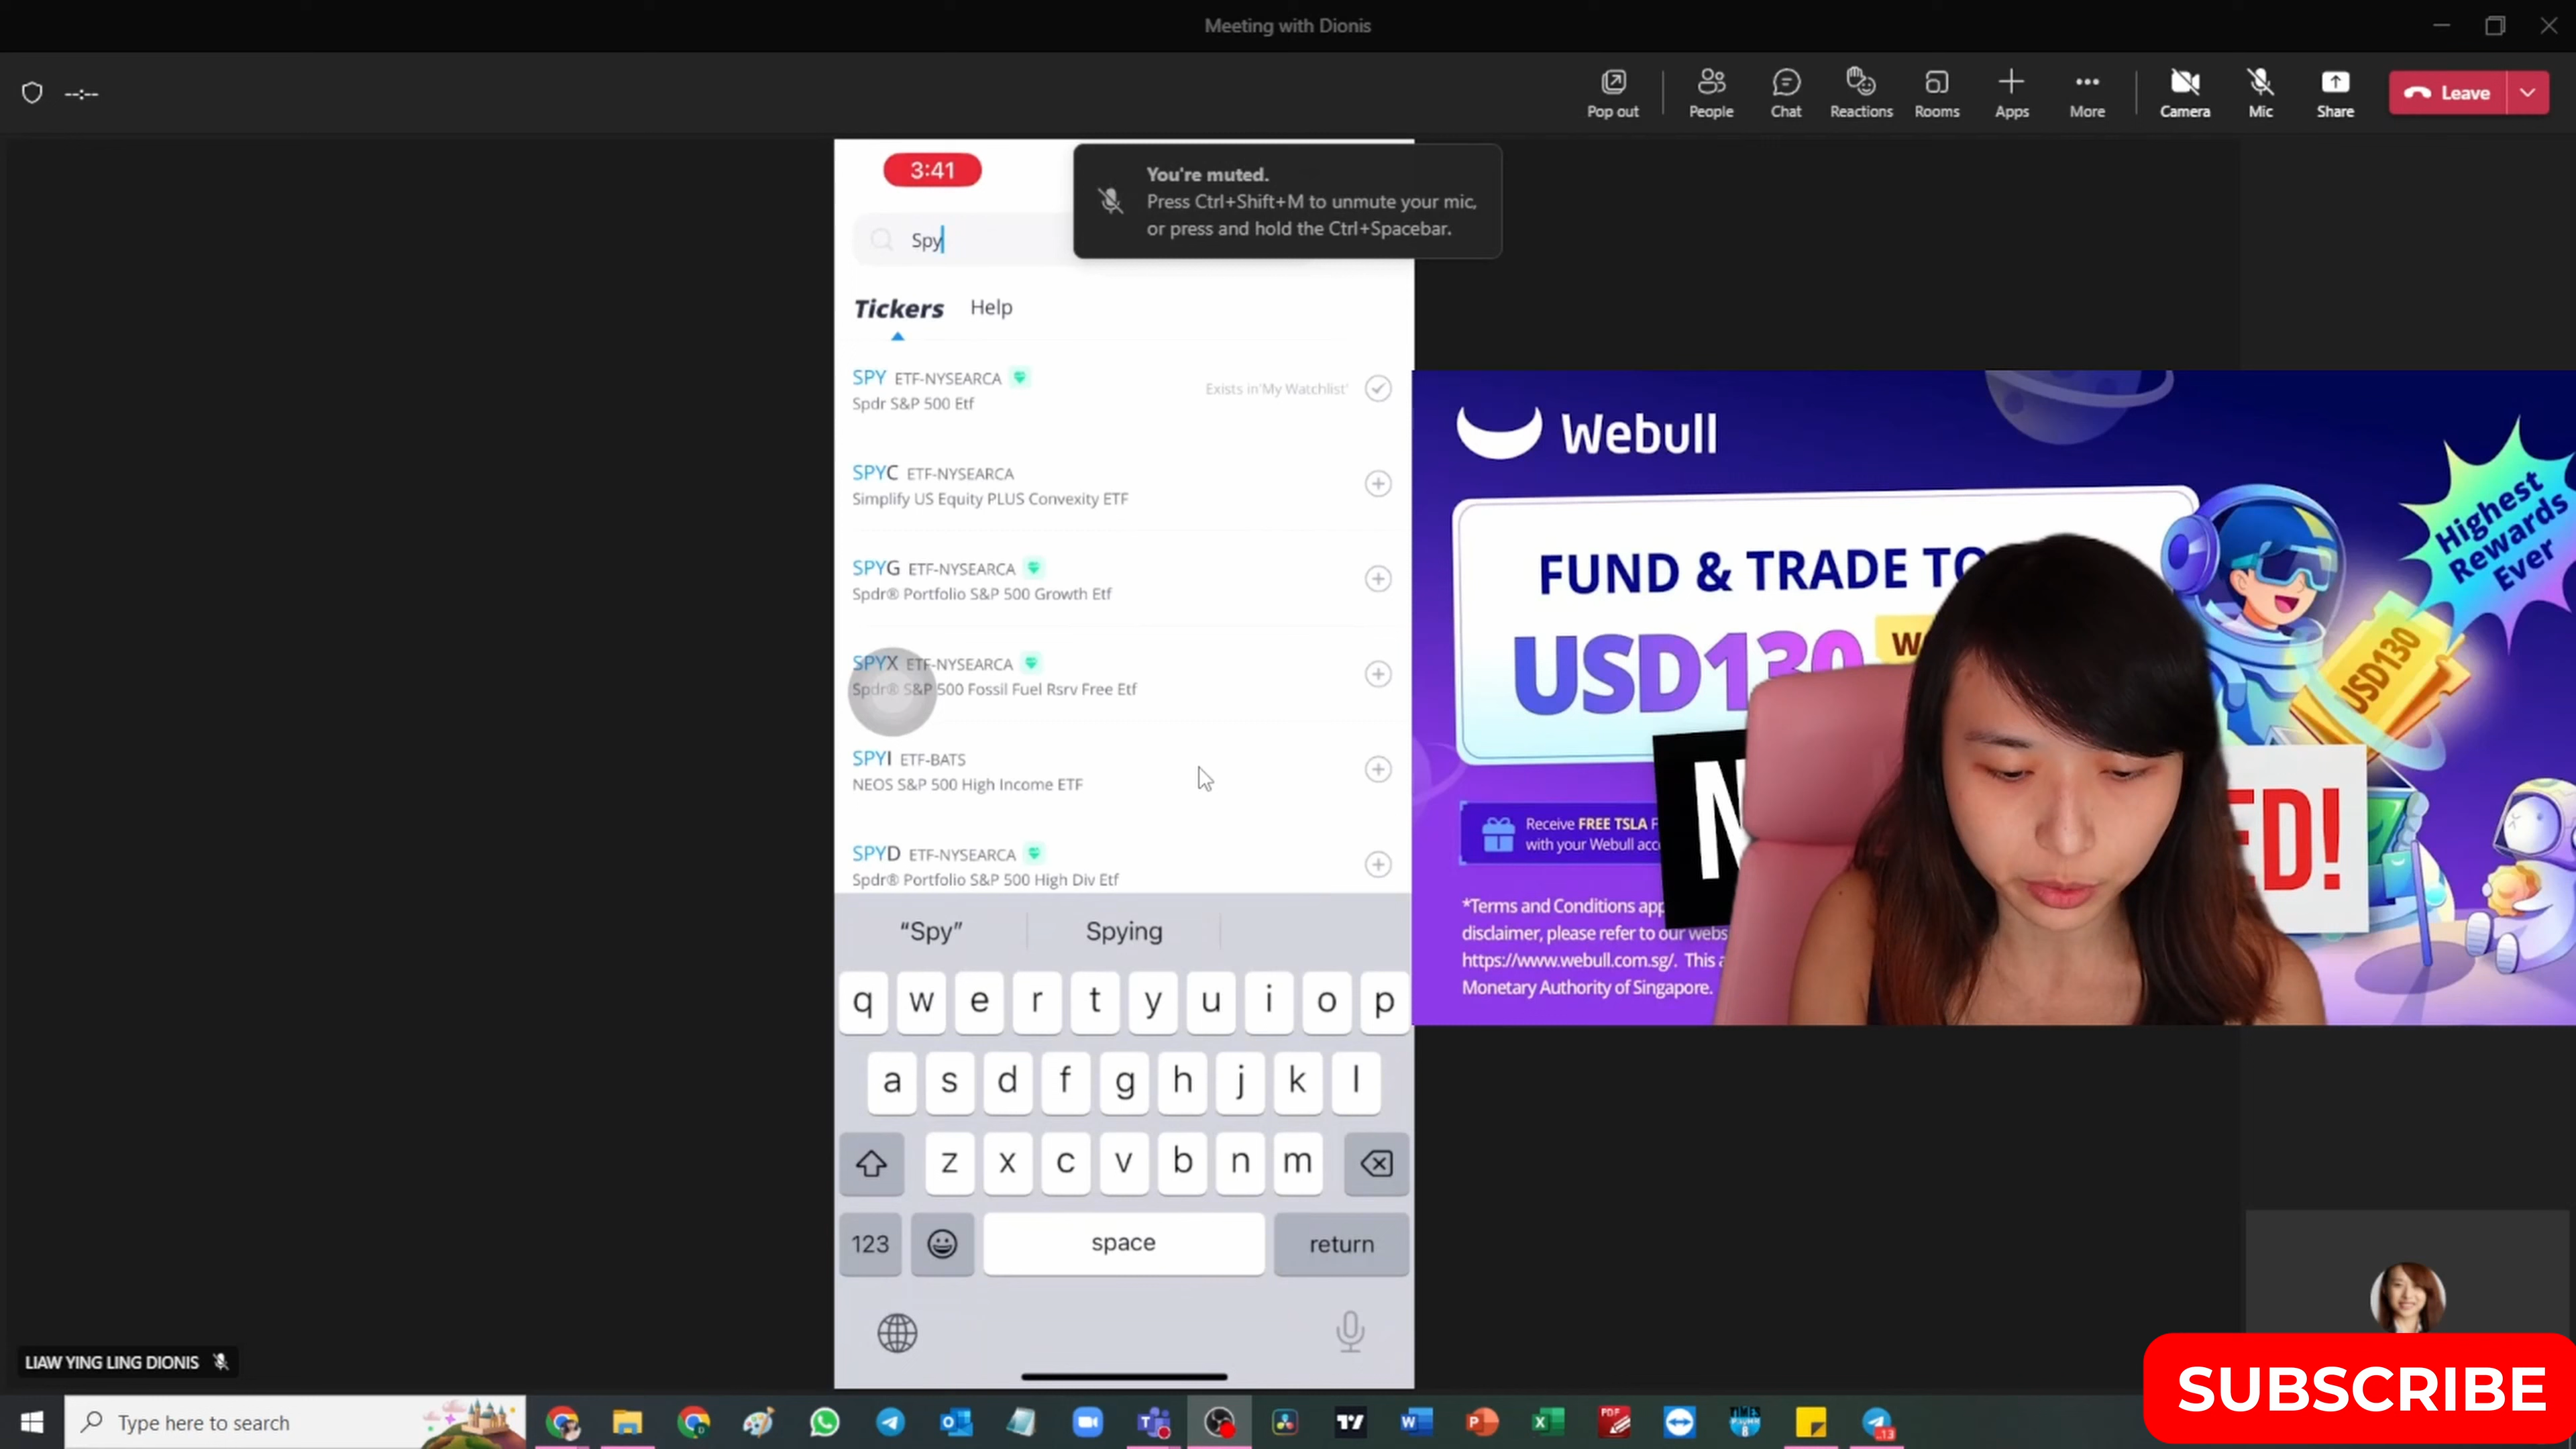 Meeting with Dionis
--:--
Pop out
People
Chat
Reactions
Rooms
Apps
More
Camera
Mic
Share
Leave
3:41
You're muted.
Press Ctrl+Shift+M to unmute your mic,
or press and hold the Ctrl+Spacebar.
Spy
Tickers Help
SPY ETF-NYSEARCA
Spdr S&P 500 Etf
Exists in'My Watchlist'
SPYC ETF-NYSEARCA
Simplify US Equity PLUS Convexity ETF
SPYG ETF-NYSEARCA
Spdr® Portfolio S&P 500 Growth Etf
SPYX ETF-NYSEARCA
Spdr® S&P 500 Fossil Fuel Rsrv Free Etf
SPYI ETF-BATS
NEOS S&P 500 High Income ETF
SPYD ETF-NYSEARCA
Spdr® Portfolio S&P 500 High Div Etf
“Spy” Spying
q w e r t y u i o p
a s d f g h j k l
z x c v b n m
123 space return
Webull
FUND & TRADE TO
USD130
Highest
Rewards
Ever
USD130
Receive FREE TSLA
with your Webull
*Terms and Conditions
disclaimer, please refer to our
https://www.webull.com.sg/. This
Monetary Authority of Singapore.
LIAW YING LING DIONIS
SUBSCRIBE
Type here to search